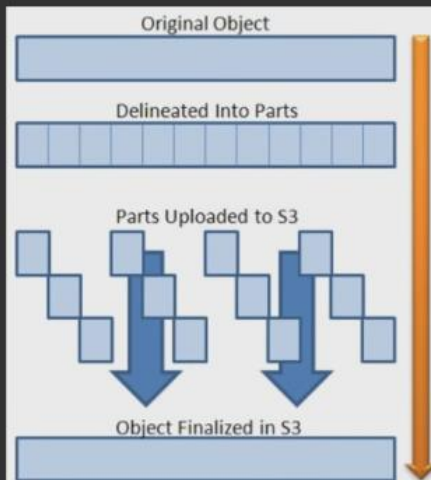 Original Object
Delineated Into Parts
Parts Uploaded to S3
Object Finalized in S3